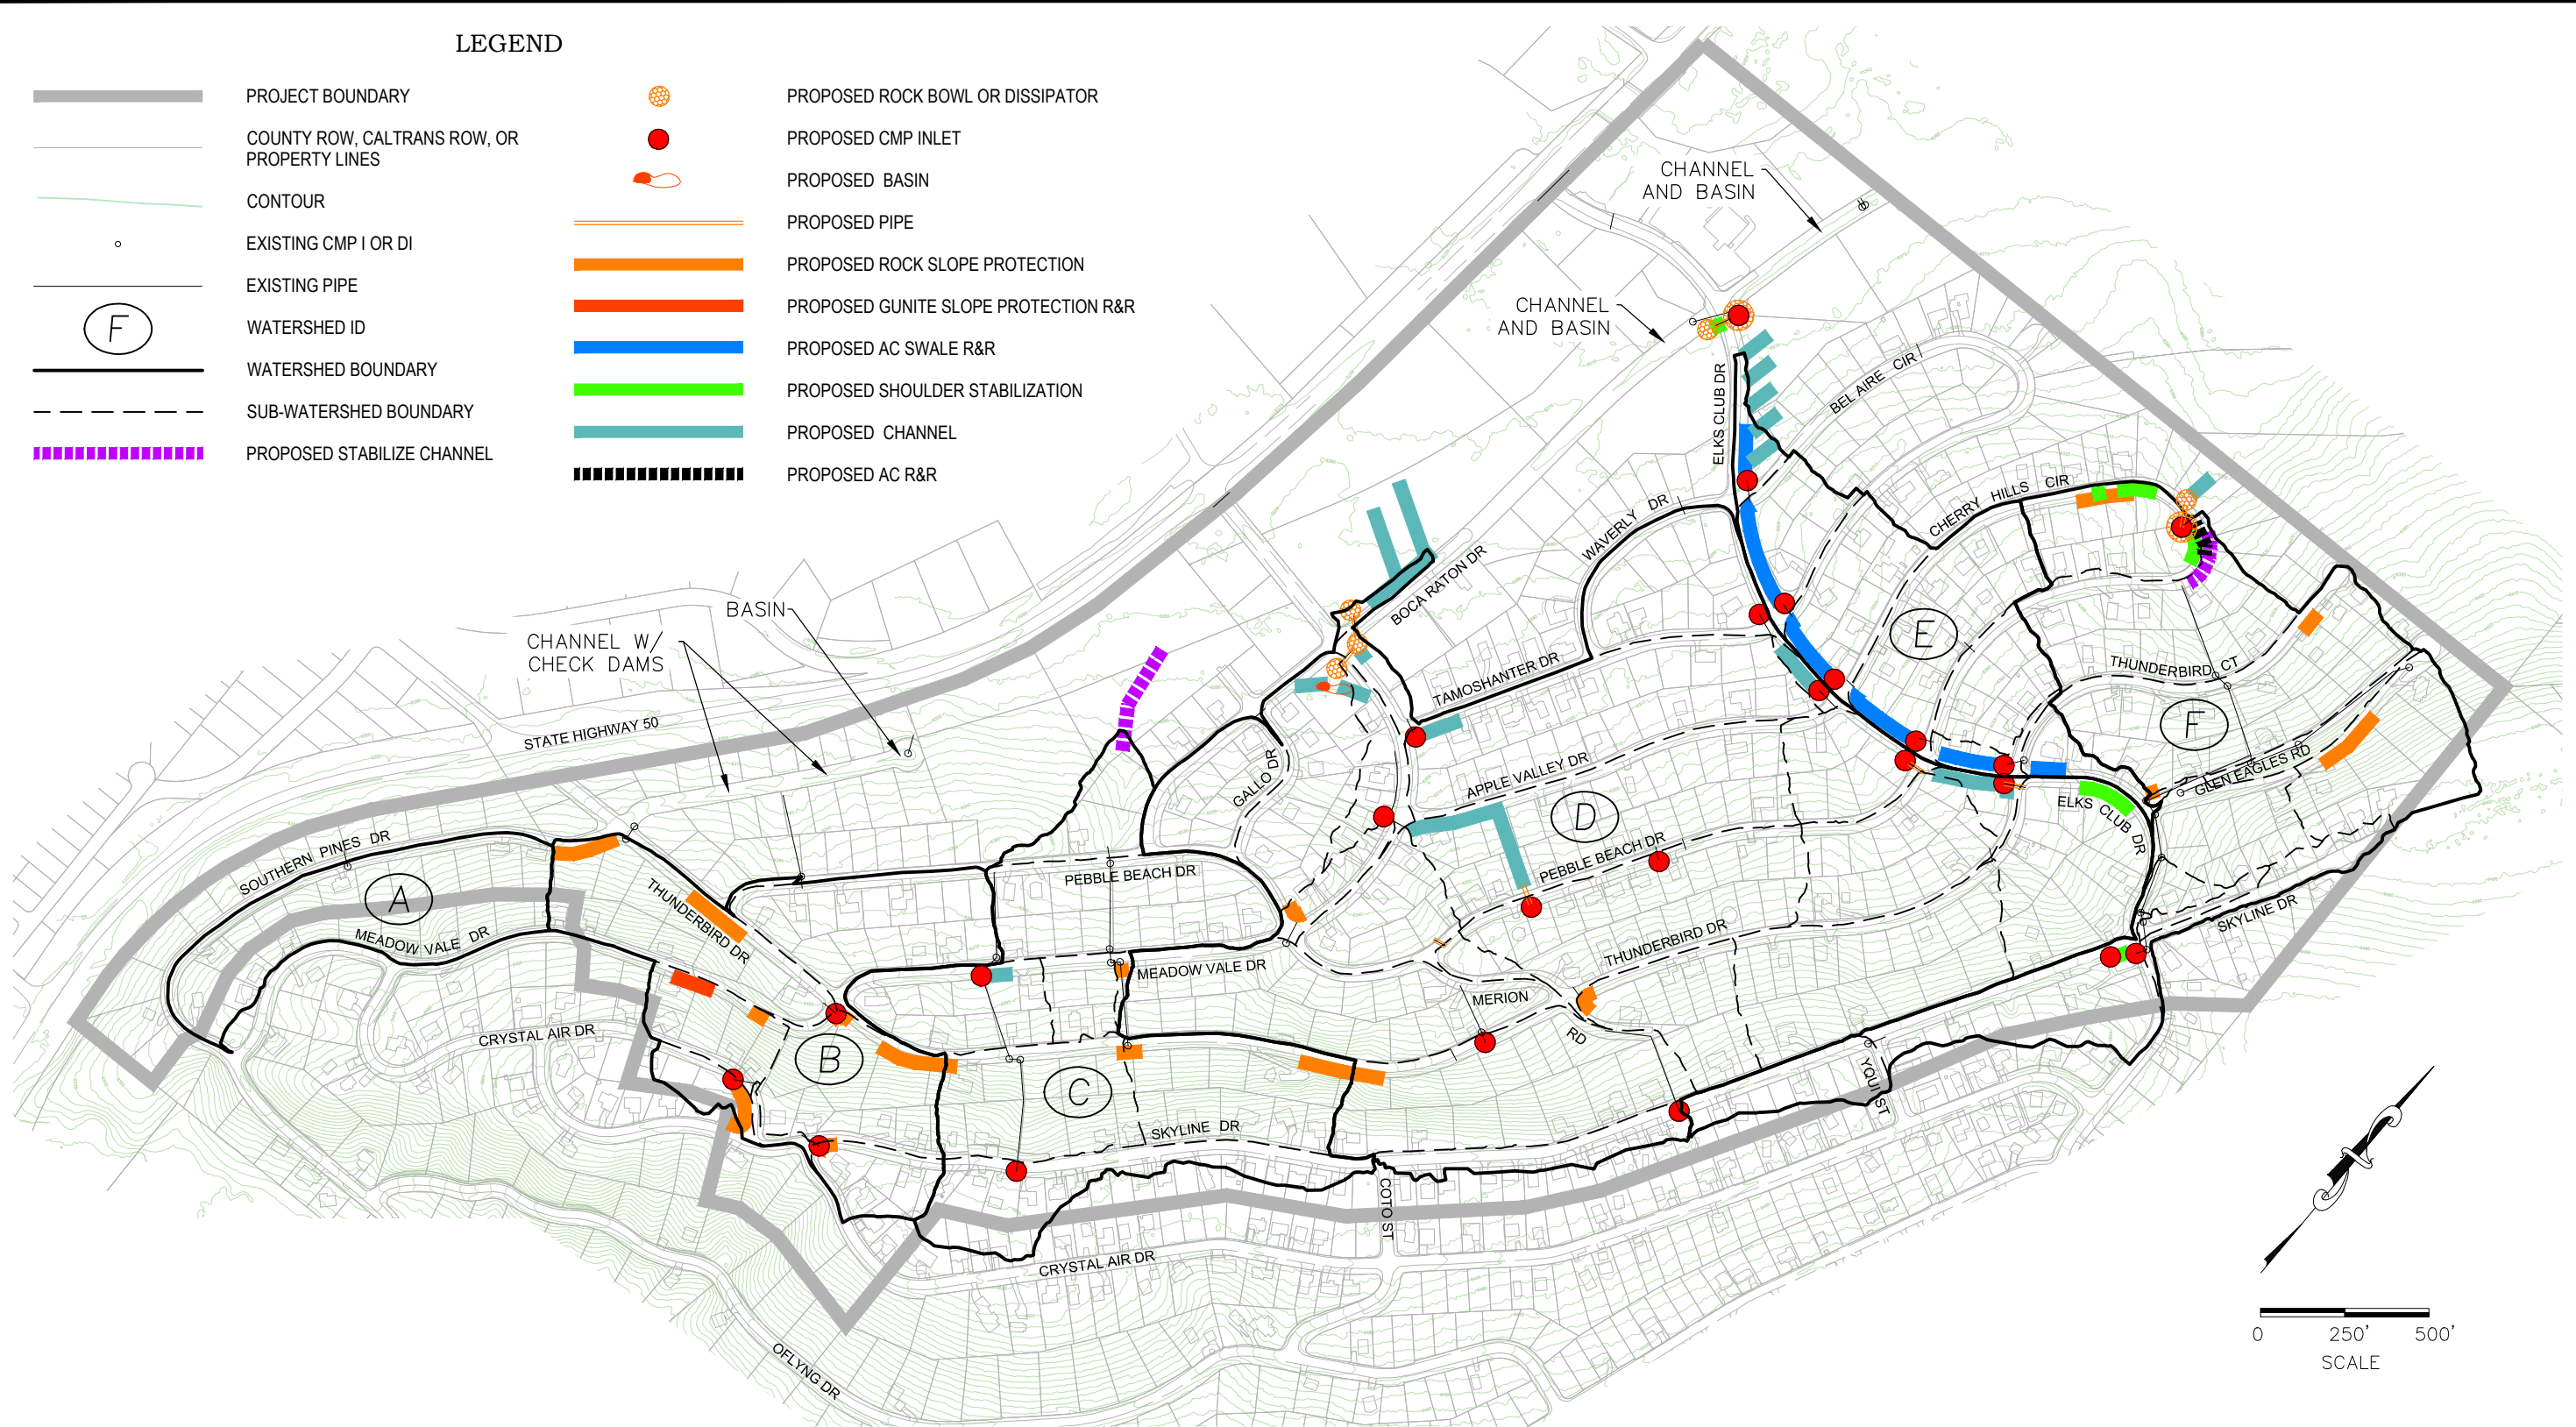 LEGEND
PROJECT BOUNDARY
COUNTY ROW, CALTRANS ROW, OR
PROPERTY LINES
CONTOUR
EXISTING CMP I OR DI
EXISTING PIPE
F
WATERSHED ID
WATERSHED BOUNDARY
SUB-WATERSHED BOUNDARY
PROPOSED STABILIZE CHANNEL
PROPOSED ROCK BOWL OR DISSIPATOR
PROPOSED CMP INLET
PROPOSED BASIN
PROPOSED PIPE
PROPOSED ROCK SLOPE PROTECTION
PROPOSED GUNITE SLOPE PROTECTION R&R
PROPOSED AC SWALE R&R
PROPOSED SHOULDER STABILIZATION
PROPOSED CHANNEL
PROPOSED AC R&R
CHANNEL
AND BASIN
CHANNEL
AND BASIN
ELKS CLUB DR
BEL AIRE CIR
CHERRY HILLS CIR
WAVERLY DR
BOCA RATON DR
BASIN
CHANNEL W/
CHECK DAMS
E
TAMOSHANTER DR
THUNDERBIRD CT
F
STATE HIGHWAY 50
GALLO DR
APPLE VALLEY DR
GLEN EAGLES RD
ELKS CLUB DR
D
SOUTHERN PINES DR
A
PEBBLE BEACH DR
PEBBLE BEACH DR
THUNDERBIRD DR
MEADOW VALE DR
SKYLINE DR
THUNDERBIRD DR
MEADOW VALE DR
MERION
RD
CRYSTAL AIR DR
B
C
YQUI ST
SKYLINE DR
COTO ST
CRYSTAL AIR DR
OFLYNG DR
0 250' 500'
SCALE